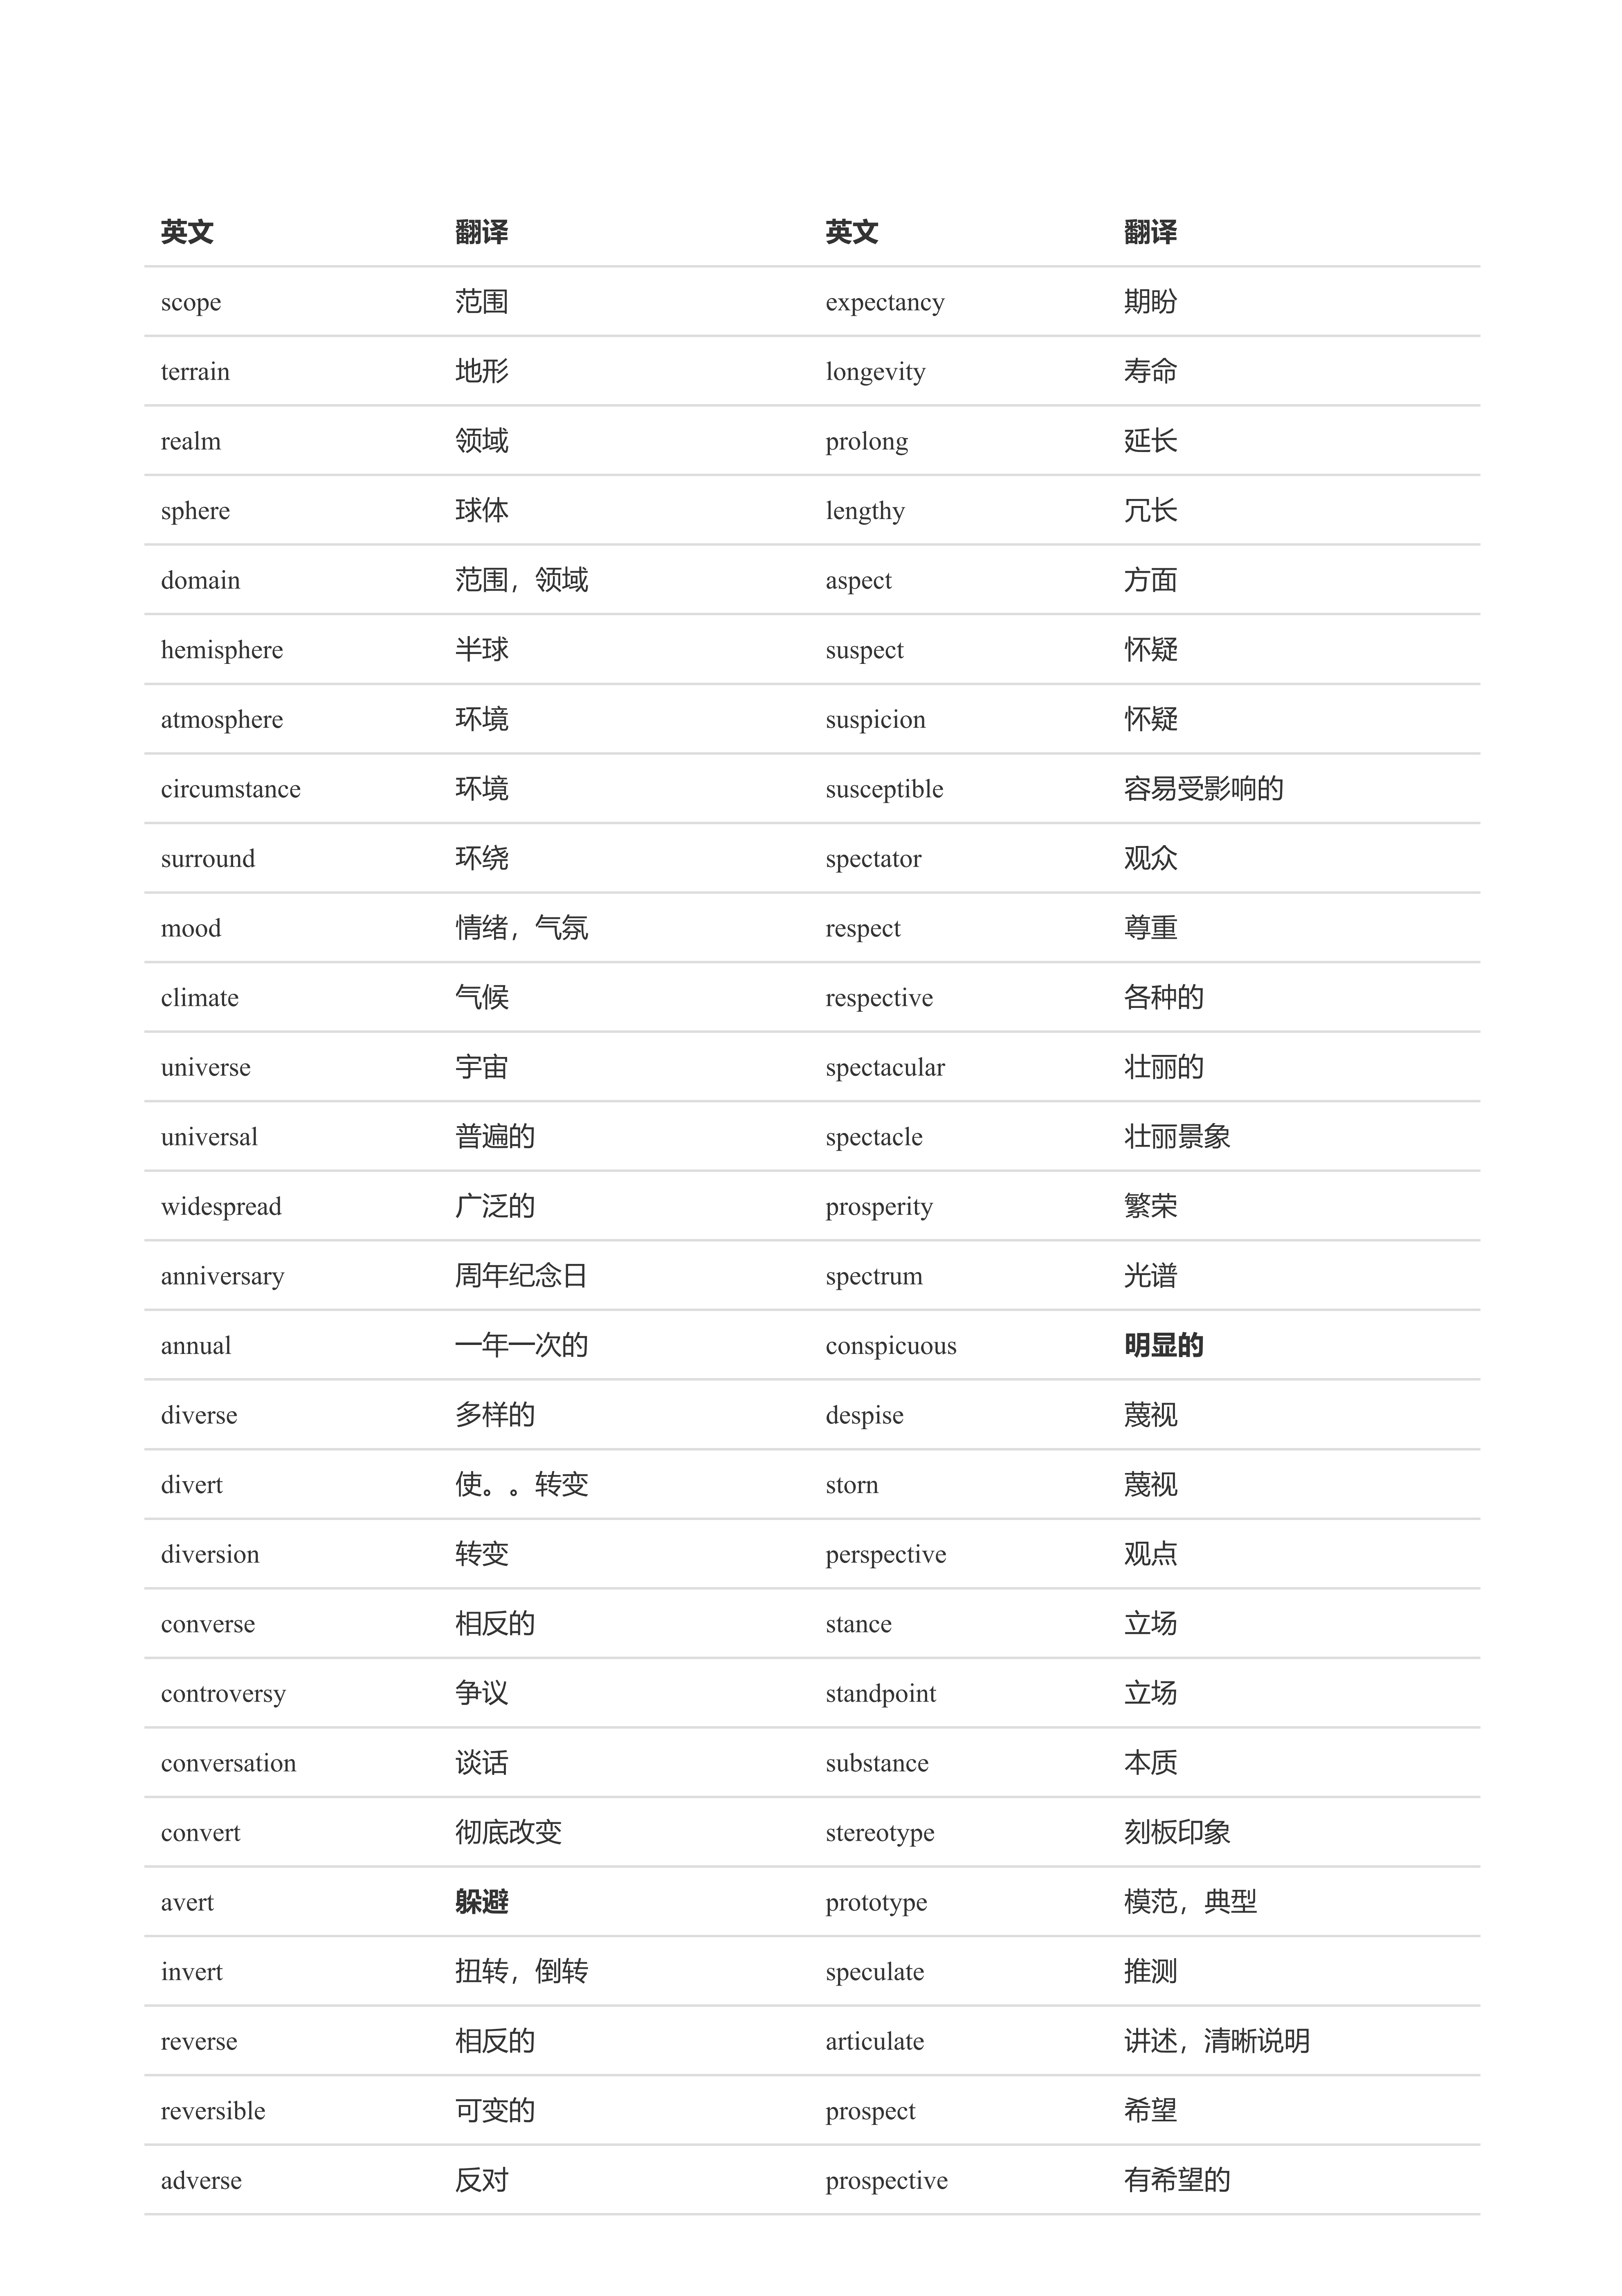 英文 翻译 英文 翻译
scope 范围 expectancy 期盼
terrain 地形 longevity 寿命
realm 领域 prolong 延长
sphere 球体 lengthy 冗长
domain 范围，领域 aspect 方面
hemisphere 半球 suspect 怀疑
atmosphere 环境 suspicion 怀疑
circumstance 环境 susceptible 容易受影响的
surround 环绕 spectator 观众
mood 情绪，气氛 respect 尊重
climate 气候 respective 各种的
universe 宇宙 spectacular 壮丽的
universal 普遍的 spectacle 壮丽景象
widespread 广泛的 prosperity 繁荣
anniversary 周年纪念日 spectrum 光谱
annual 一年一次的 conspicuous 明显的
diverse 多样的 despise 蔑视
divert 使。。转变 storn 蔑视
diversion 转变 perspective 观点
converse 相反的 stance 立场
controversy 争议 standpoint 立场
conversation 谈话 substance 本质
convert 彻底改变 stereotype 刻板印象
avert 躲避 prototype 模范，典型
invert 扭转，倒转 speculate 推测
reverse 相反的 articulate 讲述，清晰说明
reversible 可变的 prospect 希望
adverse 反对 prospective 有希望的